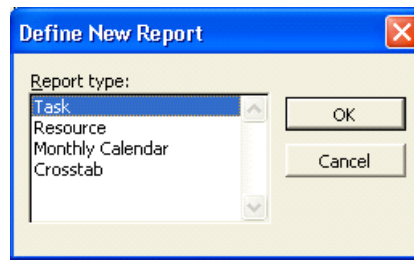 Define New Report
Report type:
Task
Resource
Monthly Calendar
Crosstab
OK
Cancel